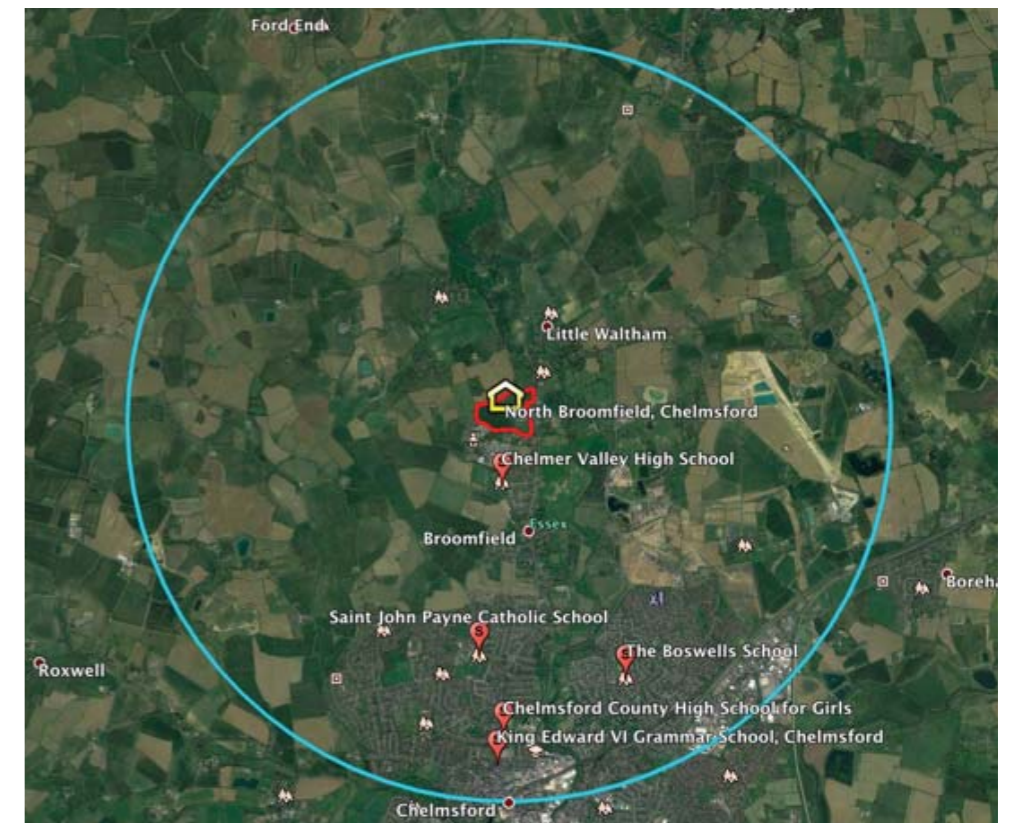 Ford End
Little Waltham
North Broomfield, Chelmsford
Chelmer Valley High School
Essex
Broomfield
Saint John Payne Catholic School
The Boswells School
Roxwell
Boreha
Chelmsford County High School for Girls
King Edward VI Grammar School, Chelmsford
Chelmsford
S